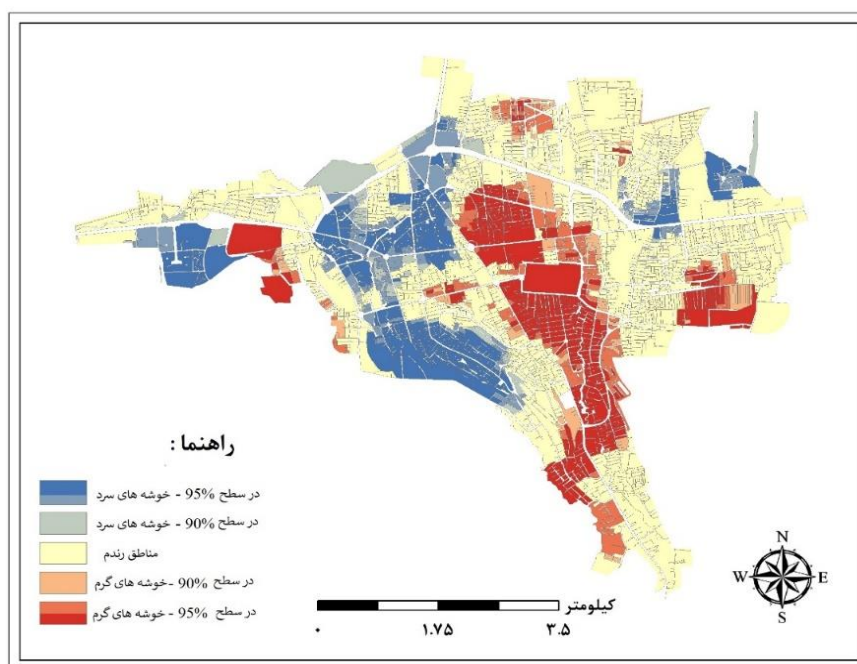 راهنما :
در سطح 95% - خوشه های سرد
در سطح 90% - خوشه های سرد
مناطق رندم
در سطح 90% - خوشه های گرم
در سطح 95% - خوشه های گرم
کیلومتر
۰ ۱.۷۵ ۳.۵
N
W E
S